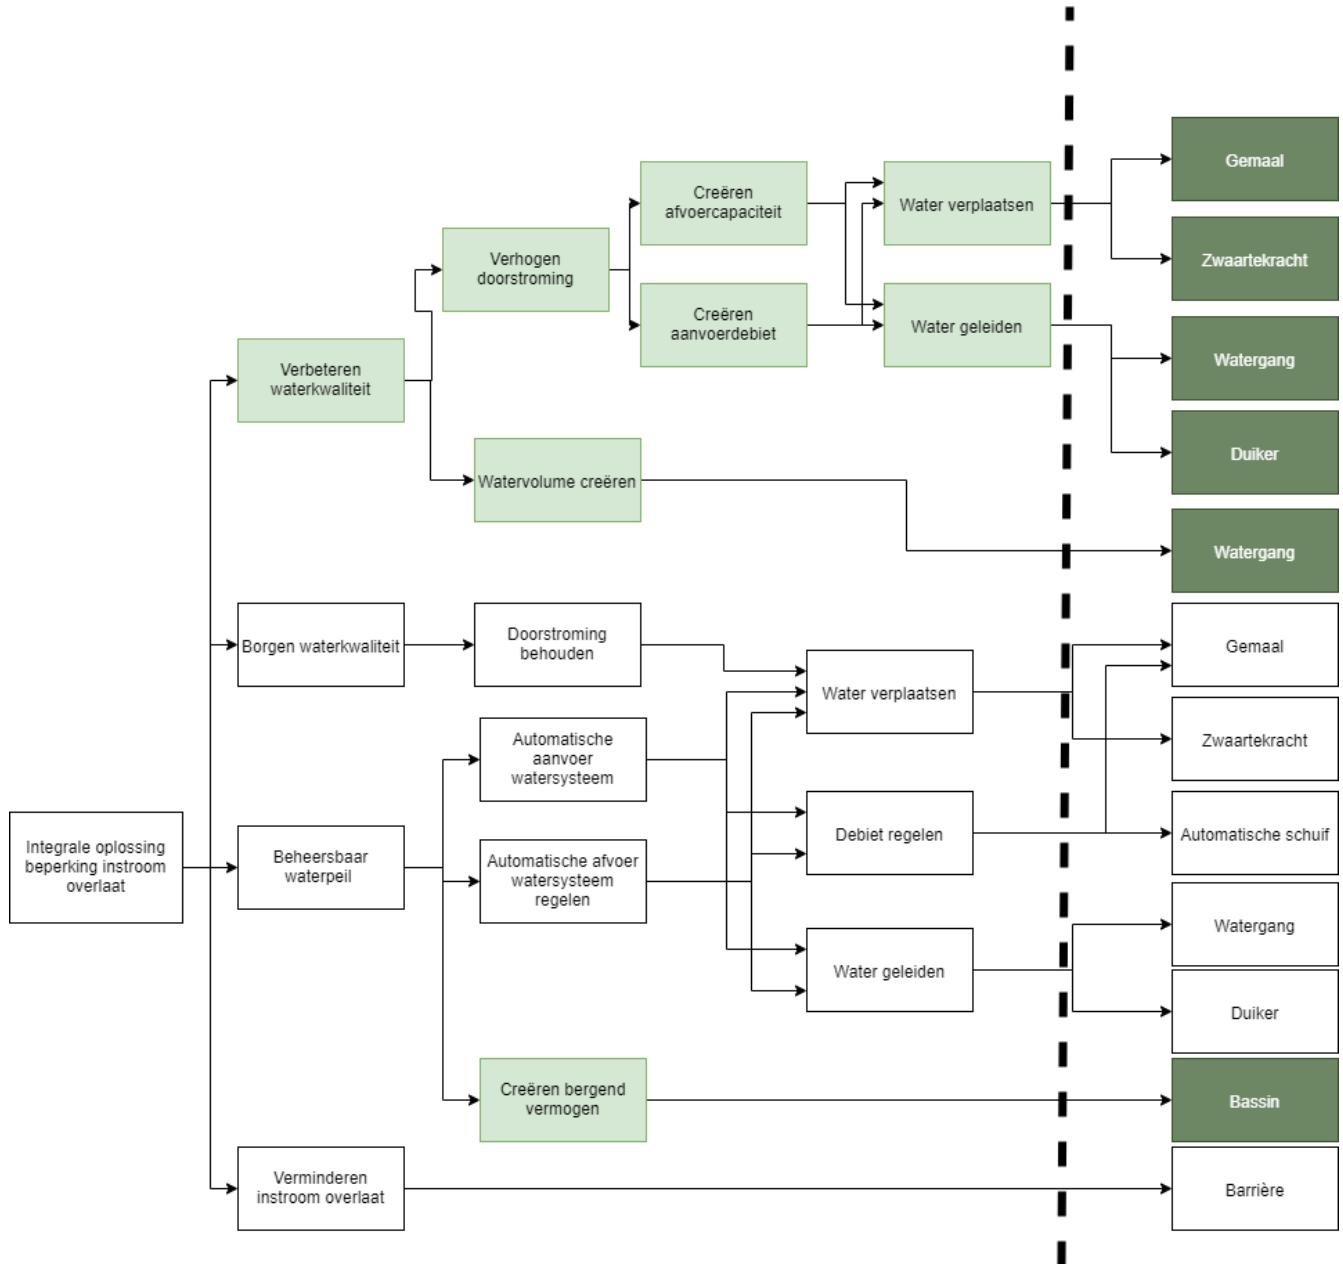 Gemaal
Creëren
afvoercapaciteit
Water verplaatsen
Zwaartekracht
Verhogen
doorstroming
Creëren
aanvoerdebiet
Water geleiden
Watergang
Verbeteren
waterkwaliteit
Duiker
Watervolume creëren
Watergang
Borgen waterkwaliteit
Doorstroming
behouden
Gemaal
Water verplaatsen
Automatische
aanvoer
watersysteem
Zwaartekracht
Integrale oplossing
beperking instroom
overlaat
Beheersbaar
waterpeil
Automatische afvoer
watersysteem
regelen
Debiet regelen
Automatische schuif
Water geleiden
Watergang
Duiker
Creëren bergend
vermogen
Bassin
Verminderen
instroom overlaat
Barrière